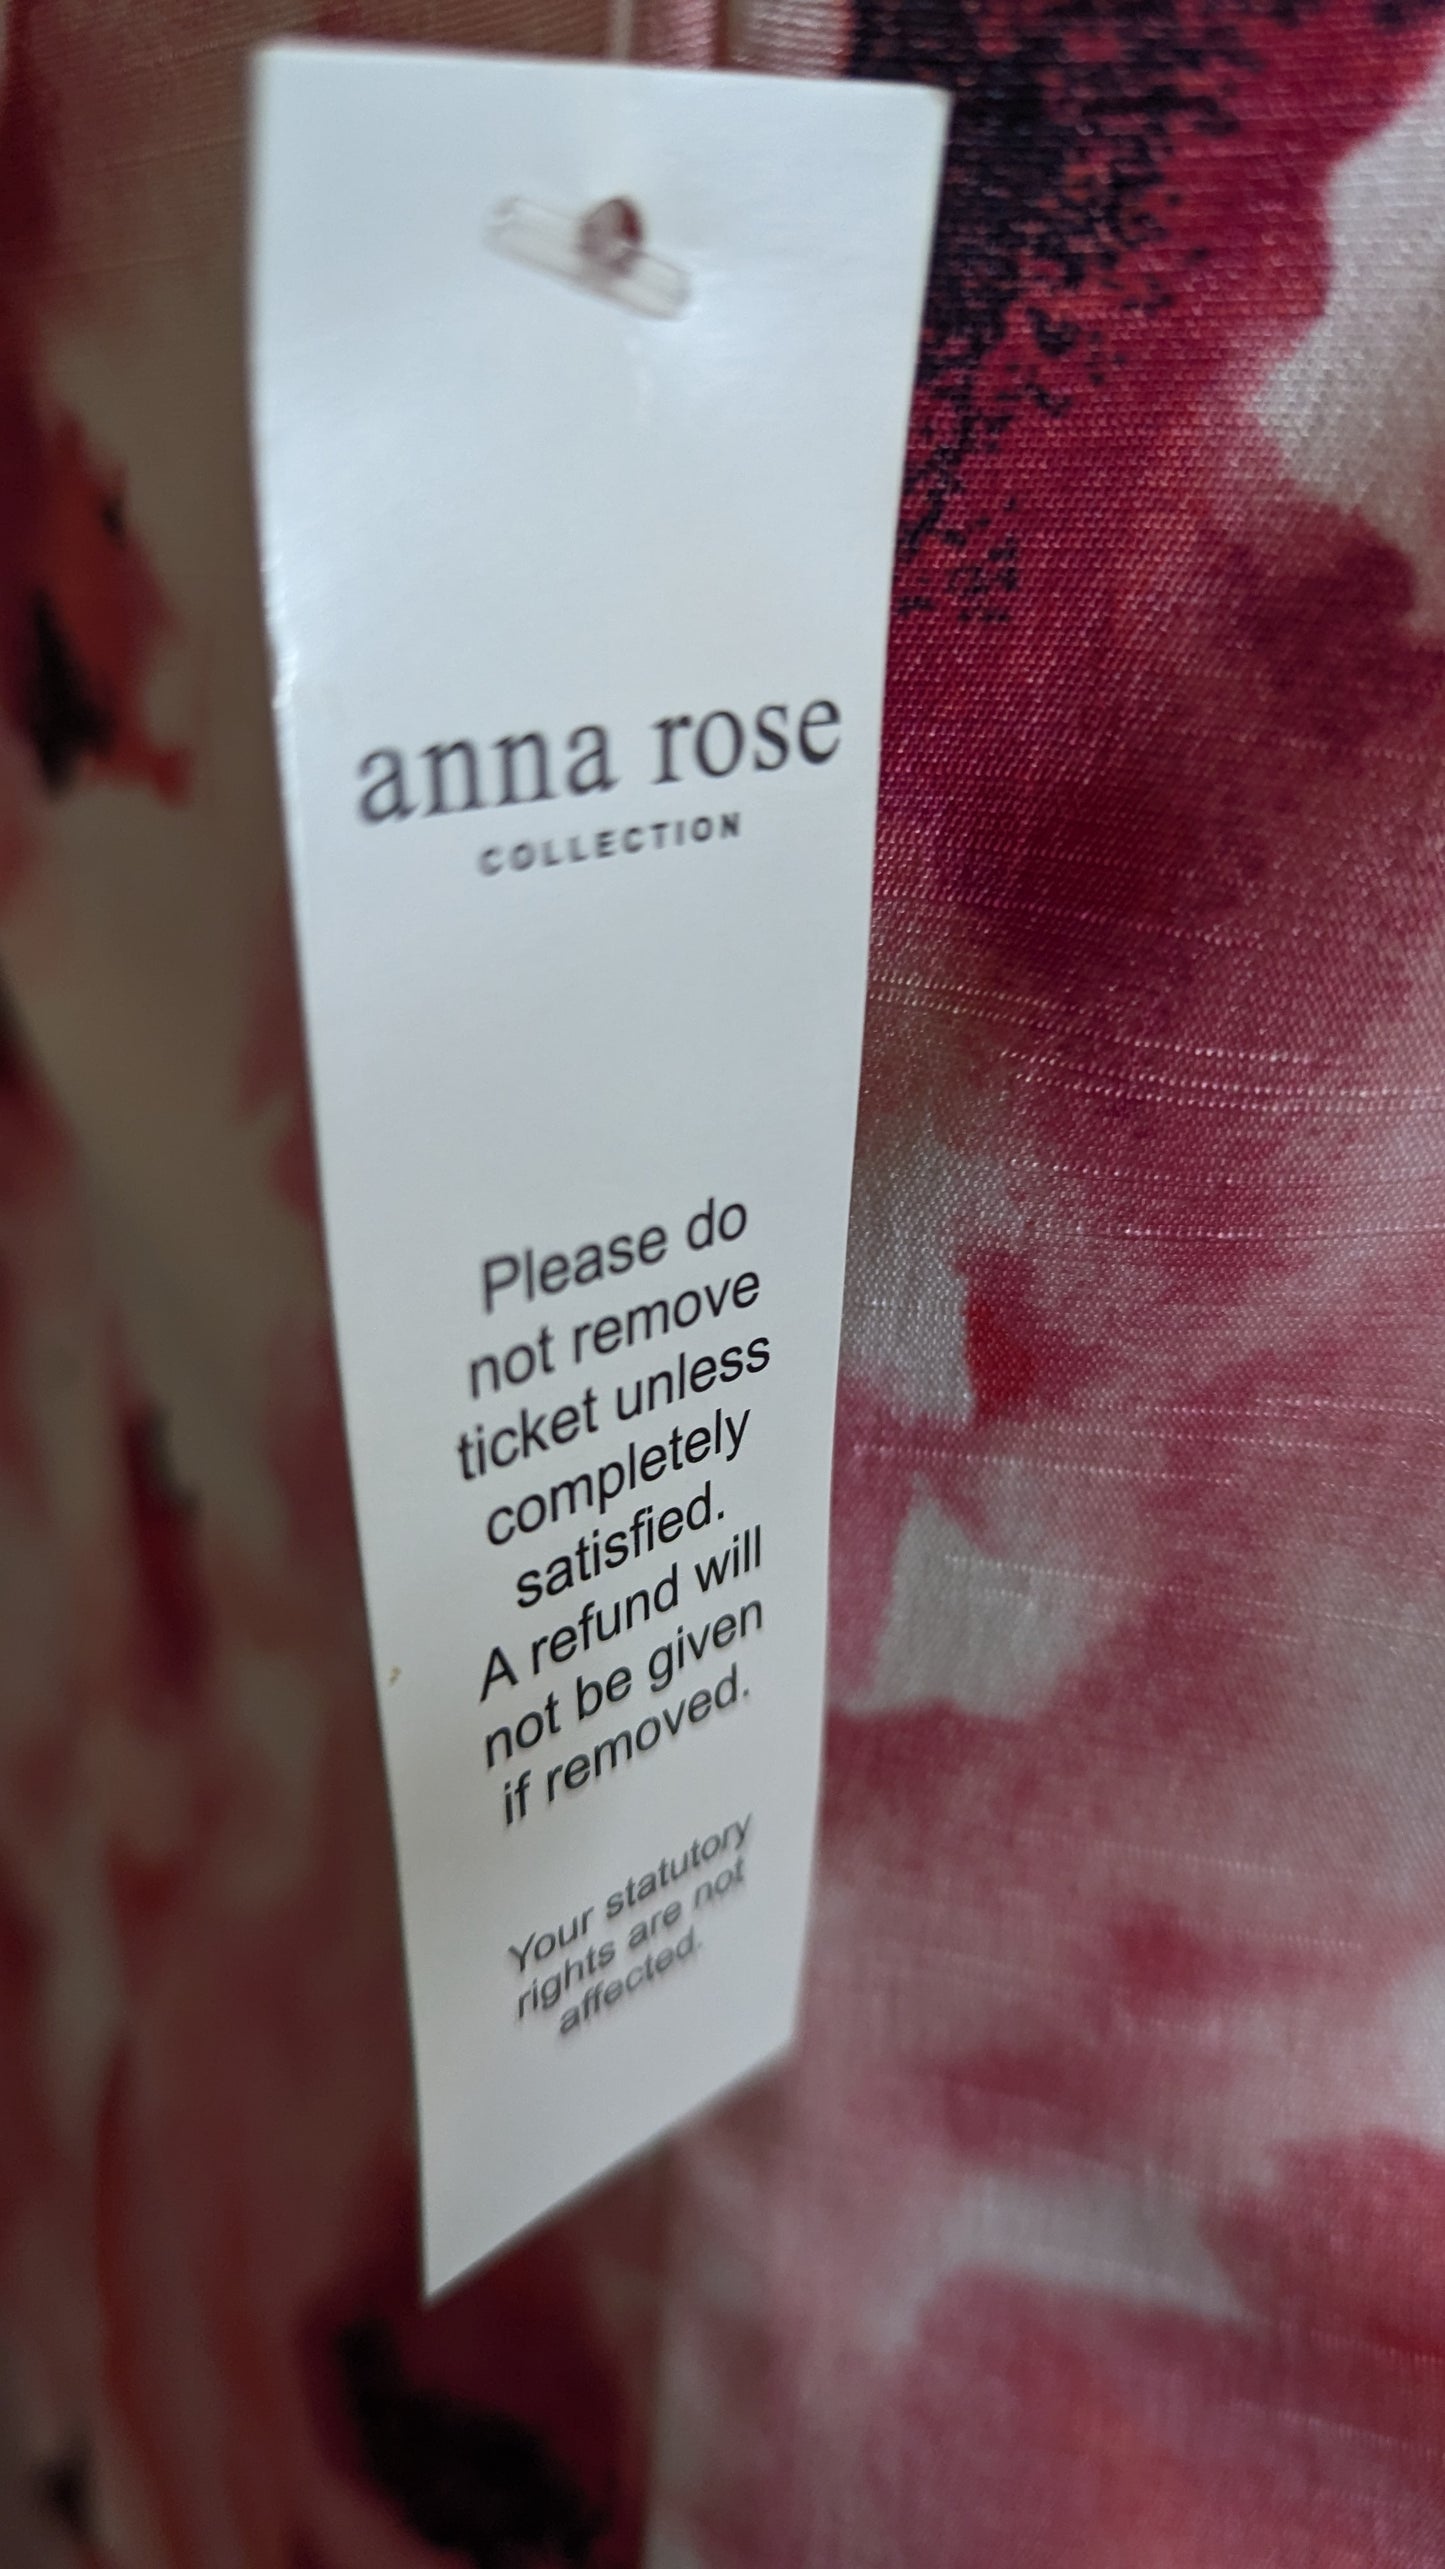 anna rose
COLLECTION
Please do
not remove
ticket unless
completely
satisfied.
A refund will
not be given
if removed.
Your statutory
rights are not
affected.